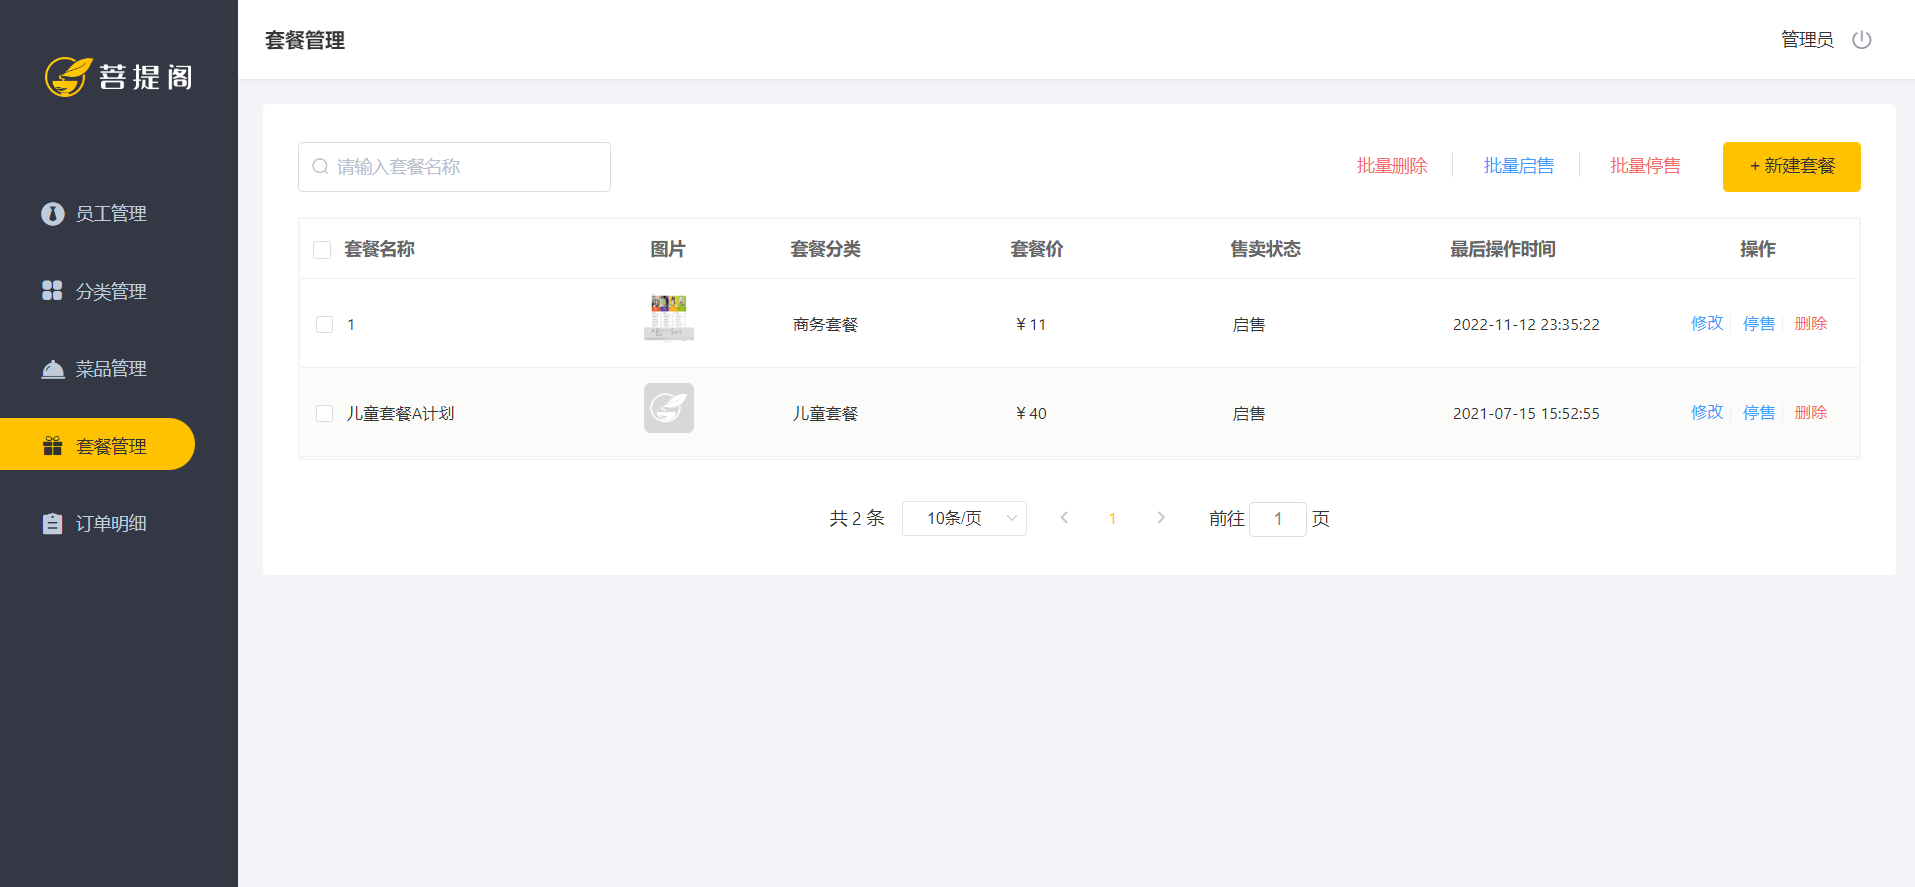 菩提阁
员工管理
分类管理
菜品管理
套餐管理
订单明细
套餐管理
管理员
请输入套餐名称
批量删除 批量启售 批量停售 + 新建套餐
套餐名称 图片 套餐分类 套餐价 售卖状态 最后操作时间 操作
1 商务套餐 ￥11 启售 2022-11-12 23:35:22 修改 停售 删除
儿童套餐A计划 儿童套餐 ￥40 启售 2021-07-15 15:52:55 修改 停售 删除
共 2 条 10条/页 1 前往 1 页